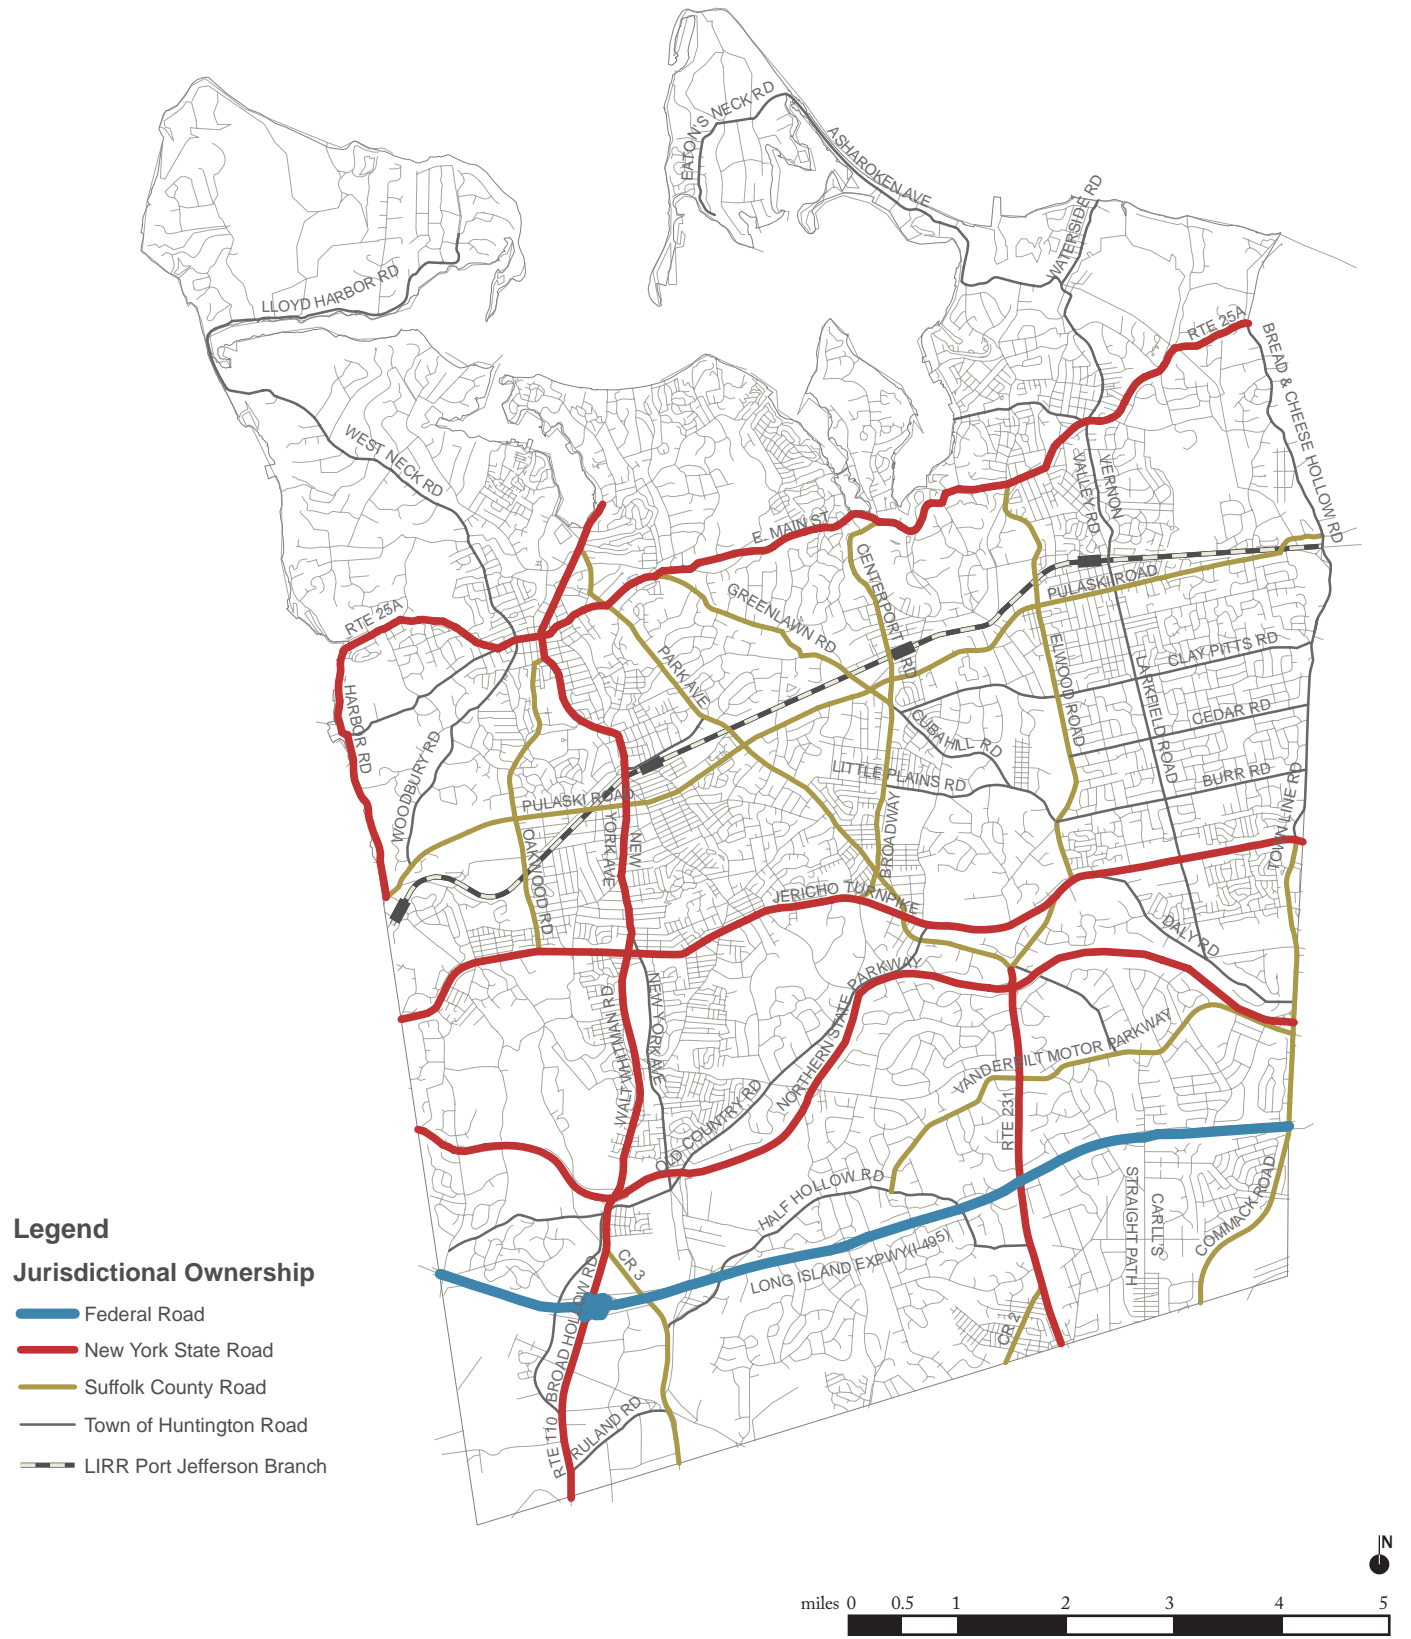 EATON'S NECK RD
ASHAROKEN AVE
WATERSIDE RD
LLOYD HARBOR RD
RTE 25A
BREAD & CHEESE HOLLOW RD
WEST NECK RD
VALLEY RD
VERNON
E. MAIN ST
CENTERPORT RD
PULASKI ROAD
GREENLAWN RD
RTE 25A
PARK AVE
ELWOOD ROAD
LARKFIELD ROAD
CLAY PITTS RD
HARBOR RD
CUBA HILL RD
CEDAR RD
WOODBURY RD
LITTLE PLAINS RD
BURR RD
TOWN LINE RD
PULASKI ROAD
OAKWOOD RD
NEW
YORK AVE
BROADWAY
JERICHO TURNPIKE
DALY RD
WALT WHITMAN RD
NEW YORK AVE
NORTHERN STATE PARKWAY
VANDERBILT MOTOR PARKWAY
OLD COUNTRY RD
RTE 231
HALF HOLLOW RD
STRAIGHT PATH
CARLL'S
COMMACK ROAD
LONG ISLAND EXPWY(I-495)
CR 3
CR 2
RTE 110
BROAD HOLLOW RD
RULAND RD
Legend
Jurisdictional Ownership
Federal Road
New York State Road
Suffolk County Road
Town of Huntington Road
LIRR Port Jefferson Branch
N
miles 0 0.5 1 2 3 4 5